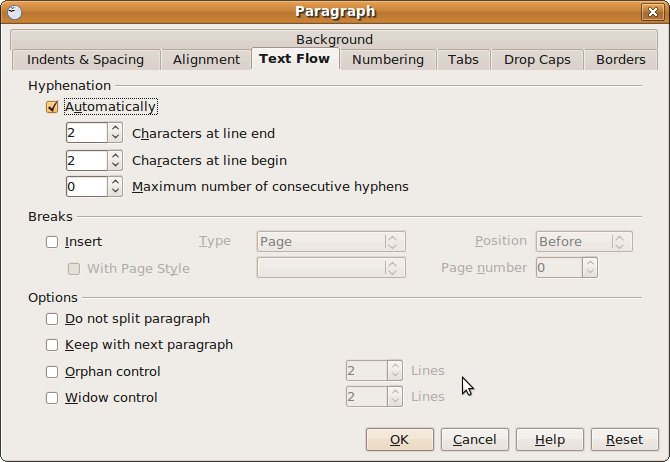 Paragraph
Background
Indents & Spacing Alignment Text Flow Numbering Tabs Drop Caps Borders
Hyphenation
Automatically
2 Characters at line end
2 Characters at line begin
0 Maximum number of consecutive hyphens
Breaks
Insert Type Page Position Before
With Page Style Page number 0
Options
Do not split paragraph
Keep with next paragraph
Orphan control 2 Lines
Widow control 2 Lines
OK Cancel Help Reset